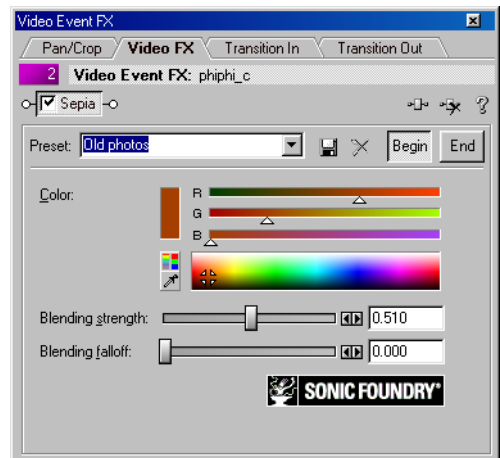 Video Event FX
Pan/Crop Video FX Transition In Transition Out
2 Video Event FX: phiphi_c
Sepia ?
Preset: Old photos Begin End
Color:
R
G
B
Blending strength: 0.510
Blending falloff: 0.000
SONIC FOUNDRY®